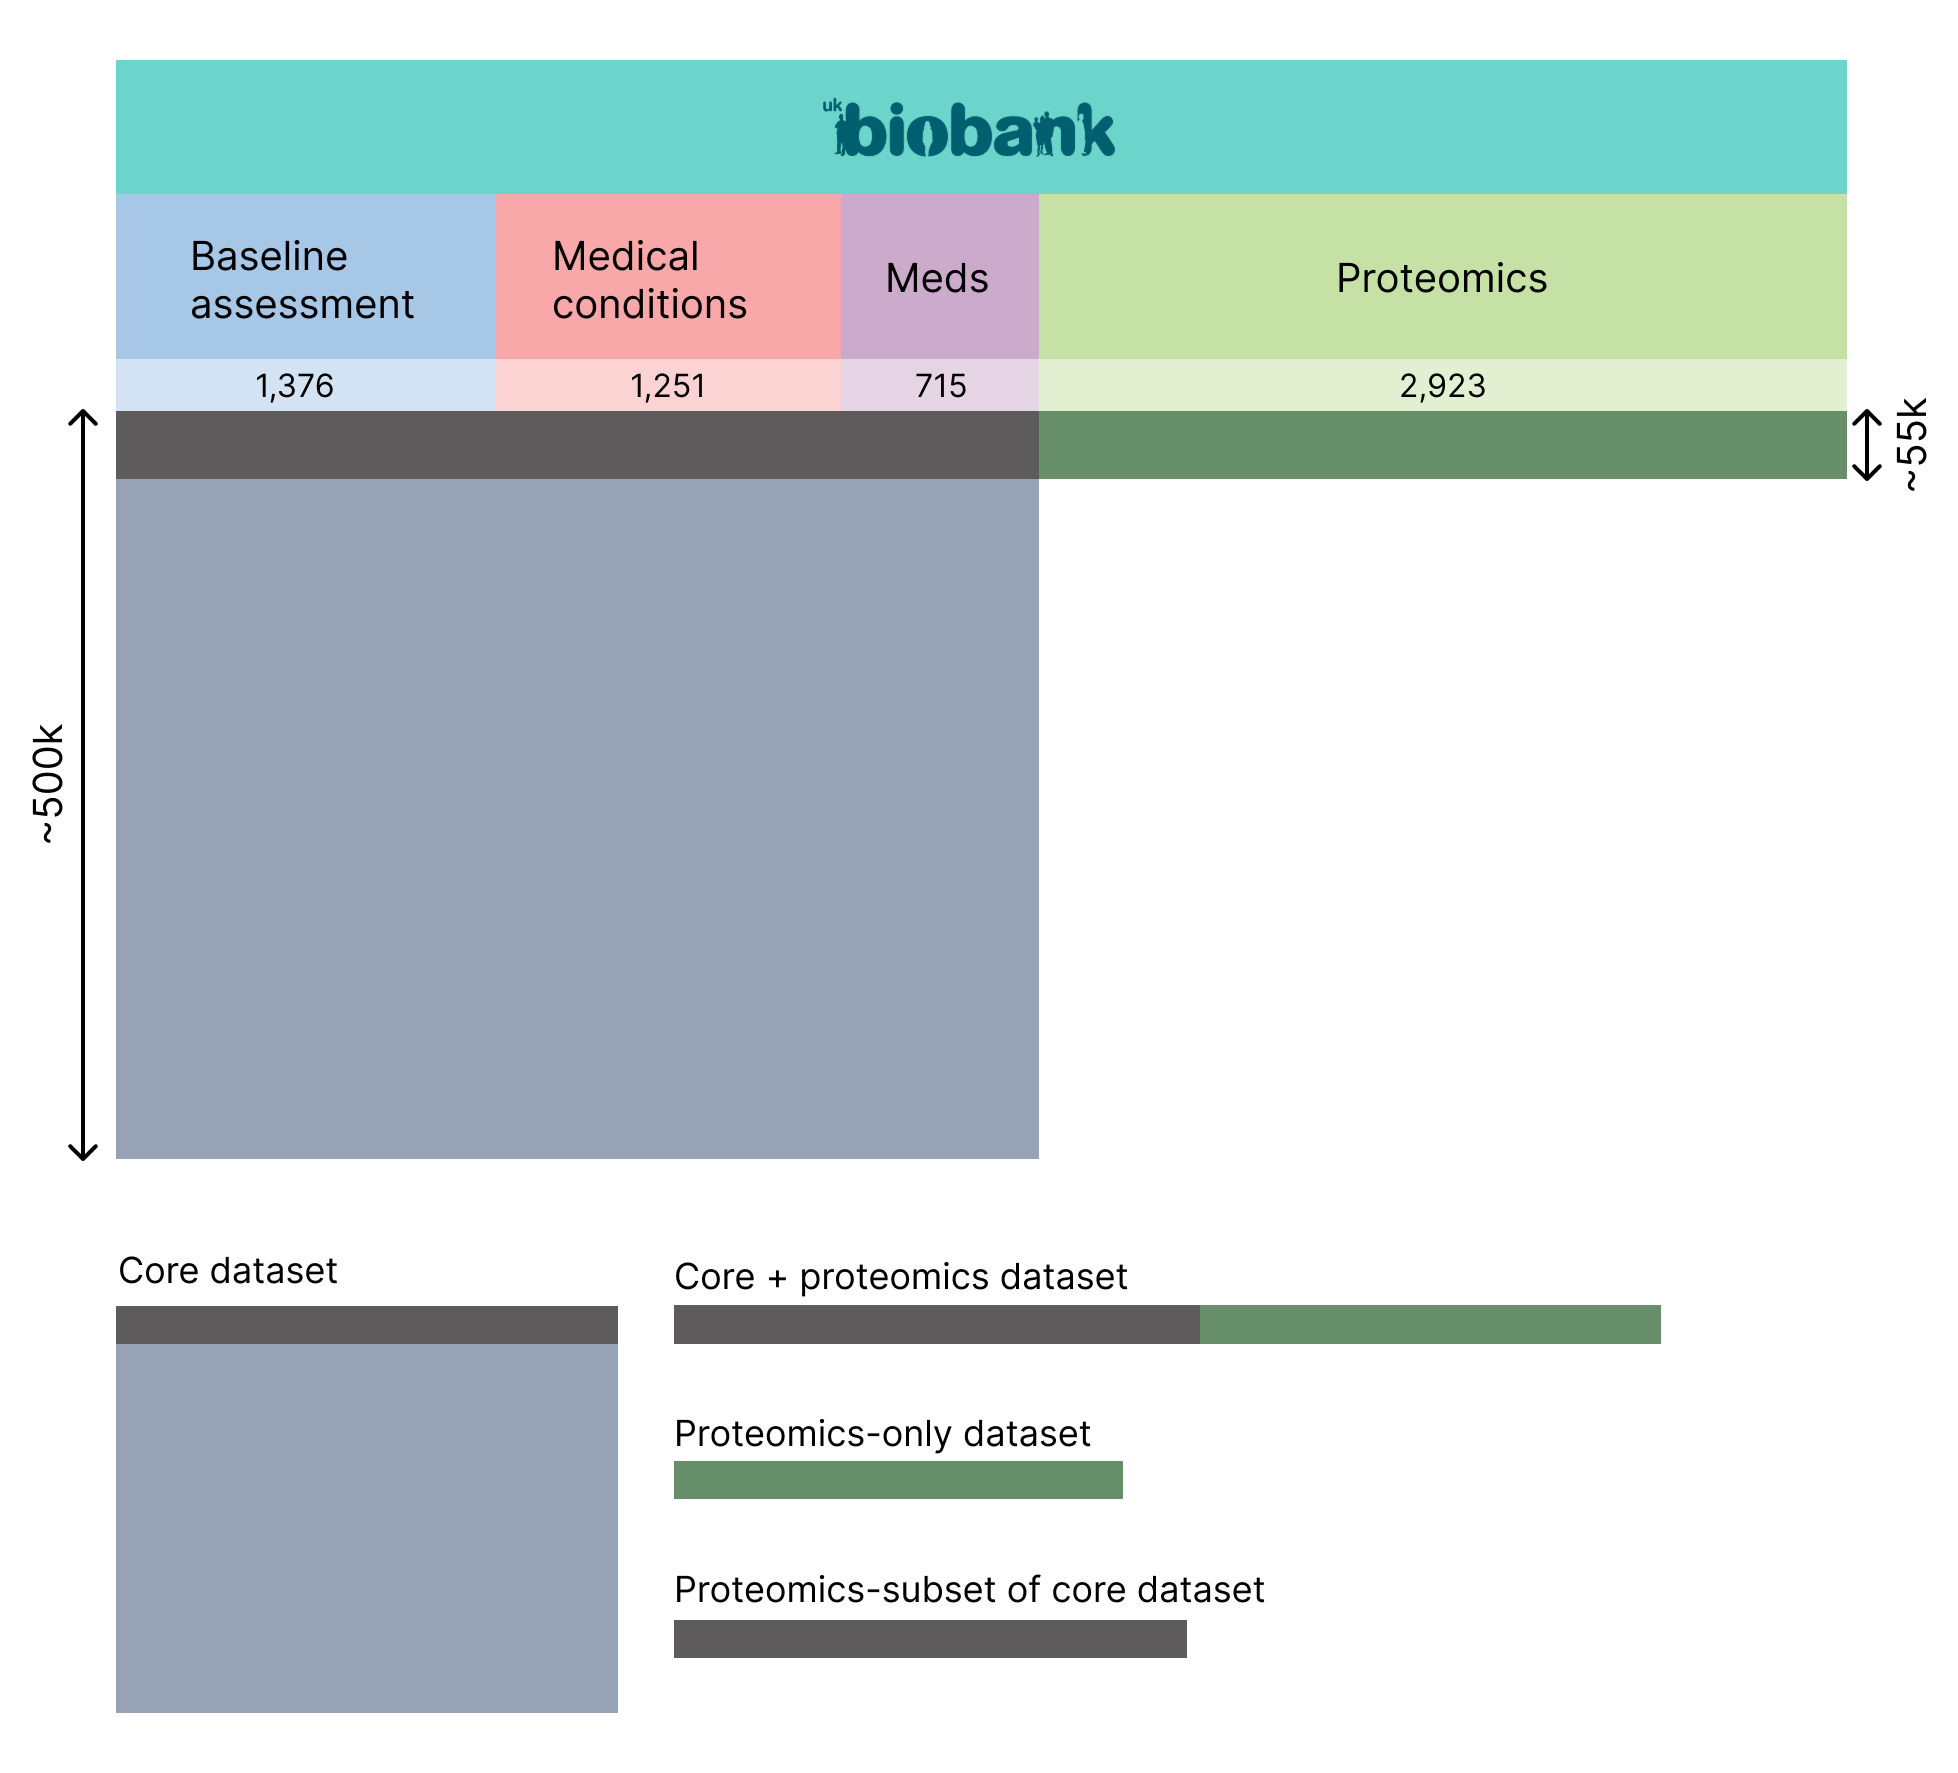 uk
biobank
Baseline
assessment
Medical
conditions
Meds
Proteomics
1,376
1,251
715
2,923
~55k
~500k
Core dataset
Core + proteomics dataset
Proteomics-only dataset
Proteomics-subset of core dataset